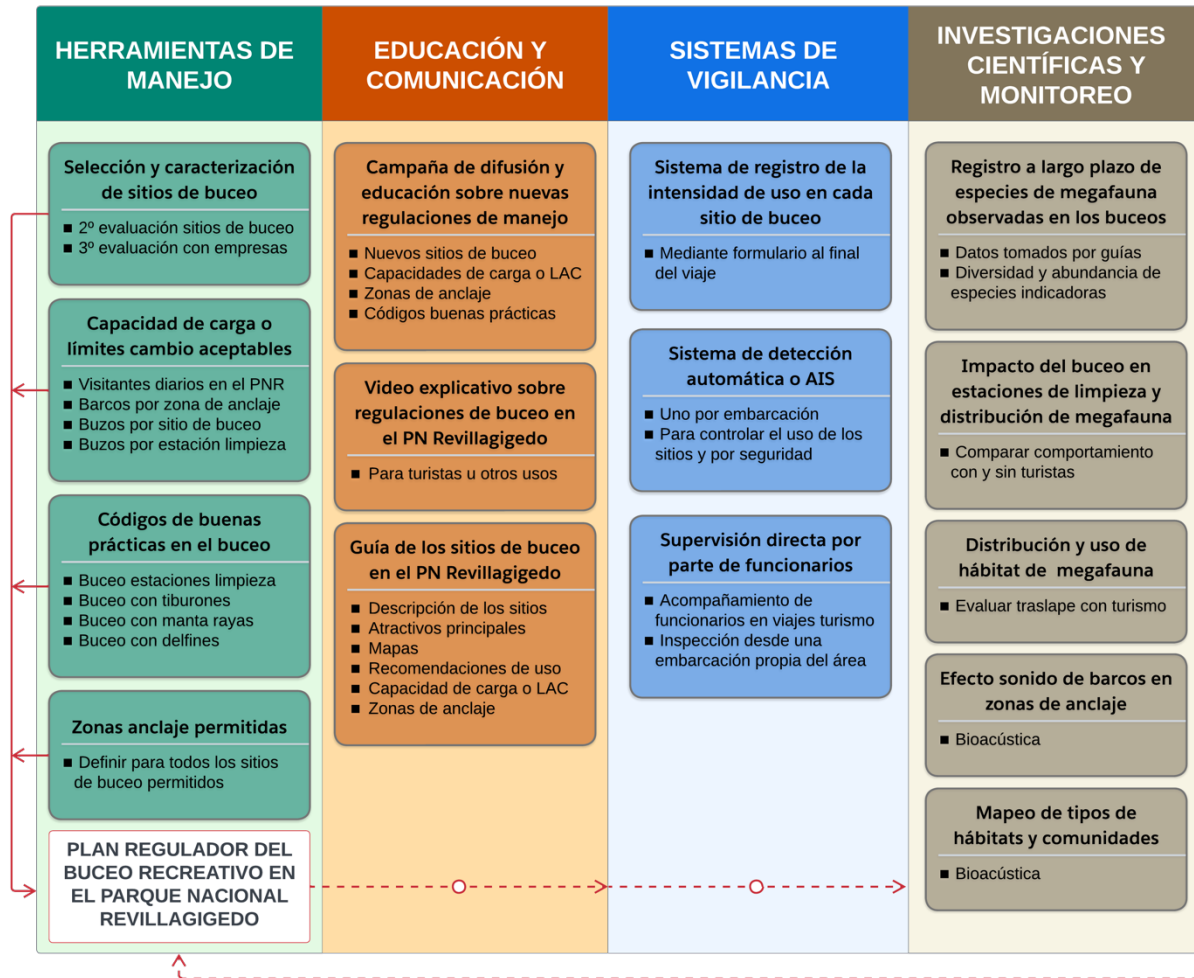 HERRAMIENTAS DE
MANEJO
Selección y caracterización
de sitios de buceo
■ 2º evaluación sitios de buceo
■ 3º evaluación con empresas
Capacidad de carga o
límites cambio aceptables
■ Visitantes diarios en el PNR
■ Barcos por zona de anclaje
■ Buzos por sitio de buceo
■ Buzos por estación limpieza
Códigos de buenas
prácticas en el buceo
■ Buceo estaciones limpieza
■ Buceo con tiburones
■ Buceo con manta rayas
■ Buceo con delfines
Zonas anclaje permitidas
■ Definir para todos los sitios
de buceo permitidos
PLAN REGULADOR DEL
BUCEO RECREATIVO EN
EL PARQUE NACIONAL
REVILLAGIGEDO
EDUCACIÓN Y
COMUNICACIÓN
Campaña de difusión y
educación sobre nuevas
regulaciones de manejo
■ Nuevos sitios de buceo
■ Capacidades de carga o LAC
■ Zonas de anclaje
■ Códigos buenas prácticas
Video explicativo sobre
regulaciones de buceo en
el PN Revillagigedo
■ Para turistas u otros usos
Guía de los sitios de buceo
en el PN Revillagigedo
■ Descripción de los sitios
■ Atractivos principales
■ Mapas
■ Recomendaciones de uso
■ Capacidad de carga o LAC
■ Zonas de anclaje
SISTEMAS DE
VIGILANCIA
Sistema de registro de la
intensidad de uso en cada
sitio de buceo
■ Mediante formulario al final
del viaje
Sistema de detección
automática o AIS
■ Uno por embarcación
■ Para controlar el uso de los
sitios y por seguridad
Supervisión directa por
parte de funcionarios
■ Acompañamiento de
funcionarios en viajes turismo
■ Inspección desde una
embarcación propia del área
INVESTIGACIONES
CIENTÍFICAS Y
MONITOREO
Registro a largo plazo de
especies de megafauna
observadas en los buceos
■ Datos tomados por guías
■ Diversidad y abundancia de
especies indicadoras
Impacto del buceo en
estaciones de limpieza y
distribución de megafauna
■ Comparar comportamiento
con y sin turistas
Distribución y uso de
hábitat de megafauna
■ Evaluar traslape con turismo
Efecto sonido de barcos en
zonas de anclaje
■ Bioacústica
Mapeo de tipos de
hábitats y comunidades
■ Bioacústica